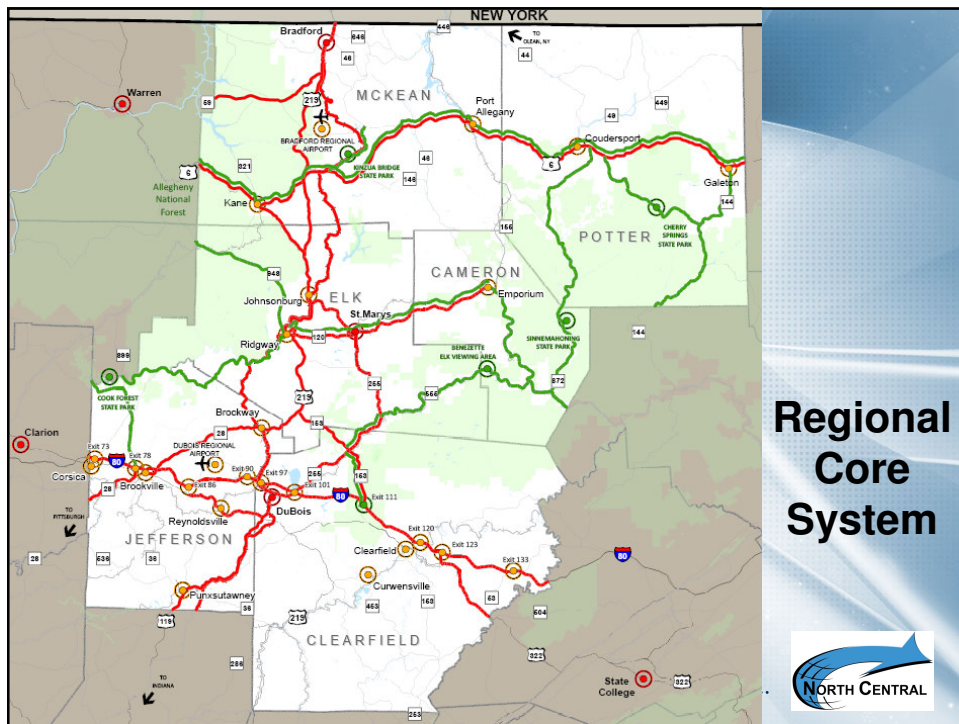 NEW YORK
Bradford
646
446
TO
OLEAN, NY
46
44
Warren
59
219
MCKEAN
Port
Allegany
49
449
BRADFORD REGIONAL
AIRPORT
Coudersport
KINZUA BRIDGE
STATE PARK
6
321
46
146
6
Galeton
144
Allegheny
National
Forest
Kane
CHERRY
SPRINGS
STATE PARK
155
POTTER
948
CAMERON
Johnsonburg
ELK
Emporium
St.Marys
Ridgway
120
SINNEMAHONING
STATE PARK
144
BENEZETTE
ELK VIEWING AREA
899
COOK FOREST
STATE PARK
219
255
555
872
Brockway
153
28
Clarion
Exit 73
80
Exit 78
DUBOIS REGIONAL
AIRPORT
Corsica
Exit 90
Exit 97
255
153
28
Brookville
Exit 86
Exit 101
80
Exit 111
DuBois
TO
PITTSBURGH
Reynoldsville
JEFFERSON
Exit 120
Clearfield
Exit 123
28
536
36
Exit 133
80
Curwensville
Punxsutawney
453
153
53
36
119
219
504
CLEARFIELD
286
322
TO
INDIANA
State
College
322
253
Regional
Core
System
NORTH CENTRAL